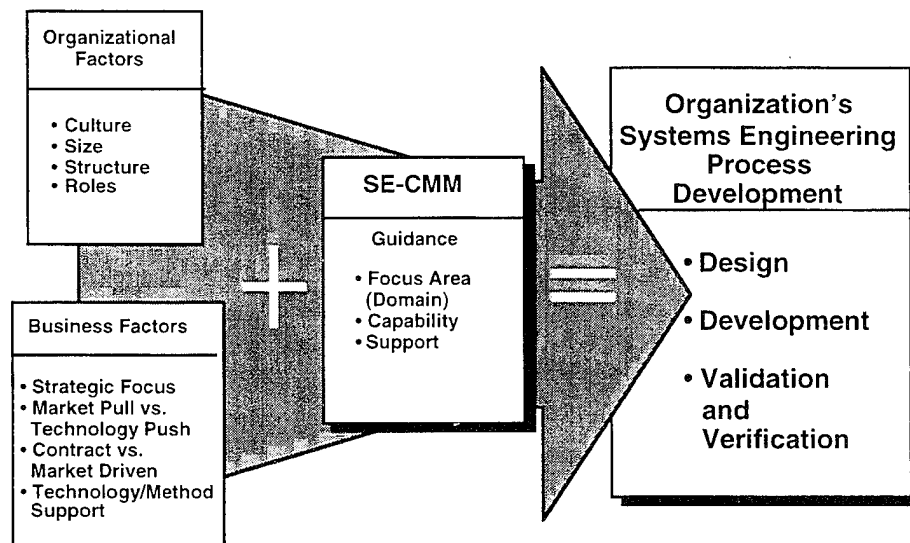 Organizational
Factors
• Culture
• Size
• Structure
• Roles
Business Factors
• Strategic Focus
• Market Pull vs.
Technology Push
• Contract vs.
Market Driven
• Technology/Method
Support
+
SE-CMM
Guidance
• Focus Area
(Domain)
• Capability
• Support
=
Organization's
Systems Engineering
Process
Development
• Design
• Development
• Validation
and
Verification